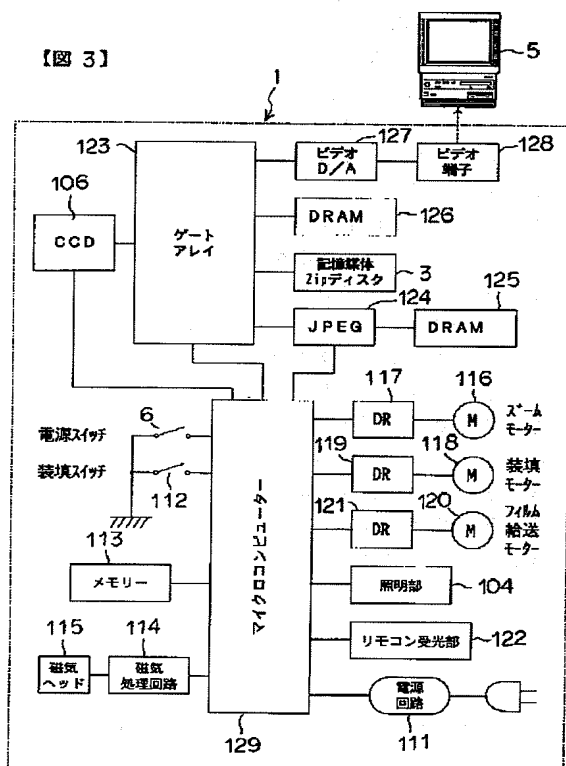 【図 3】
5
1
127
123
ビデオ
D/A
ビデオ
端子
128
106
CCD
ゲート
アレイ
DRAM
126
記憶媒体
Zipディスク
3
124
125
JPEG
DRAM
117
116
電源スイッチ
6
DR
M
ズーム
モーター
119
118
装填スイッチ
112
DR
M
装填
モーター
121
120
マイクロコンピューター
DR
M
フィルム
給送
モーター
113
メモリー
照明部
104
115
114
磁気
ヘッド
磁気
処理回路
リモコン受光部
122
電源
回路
129
111